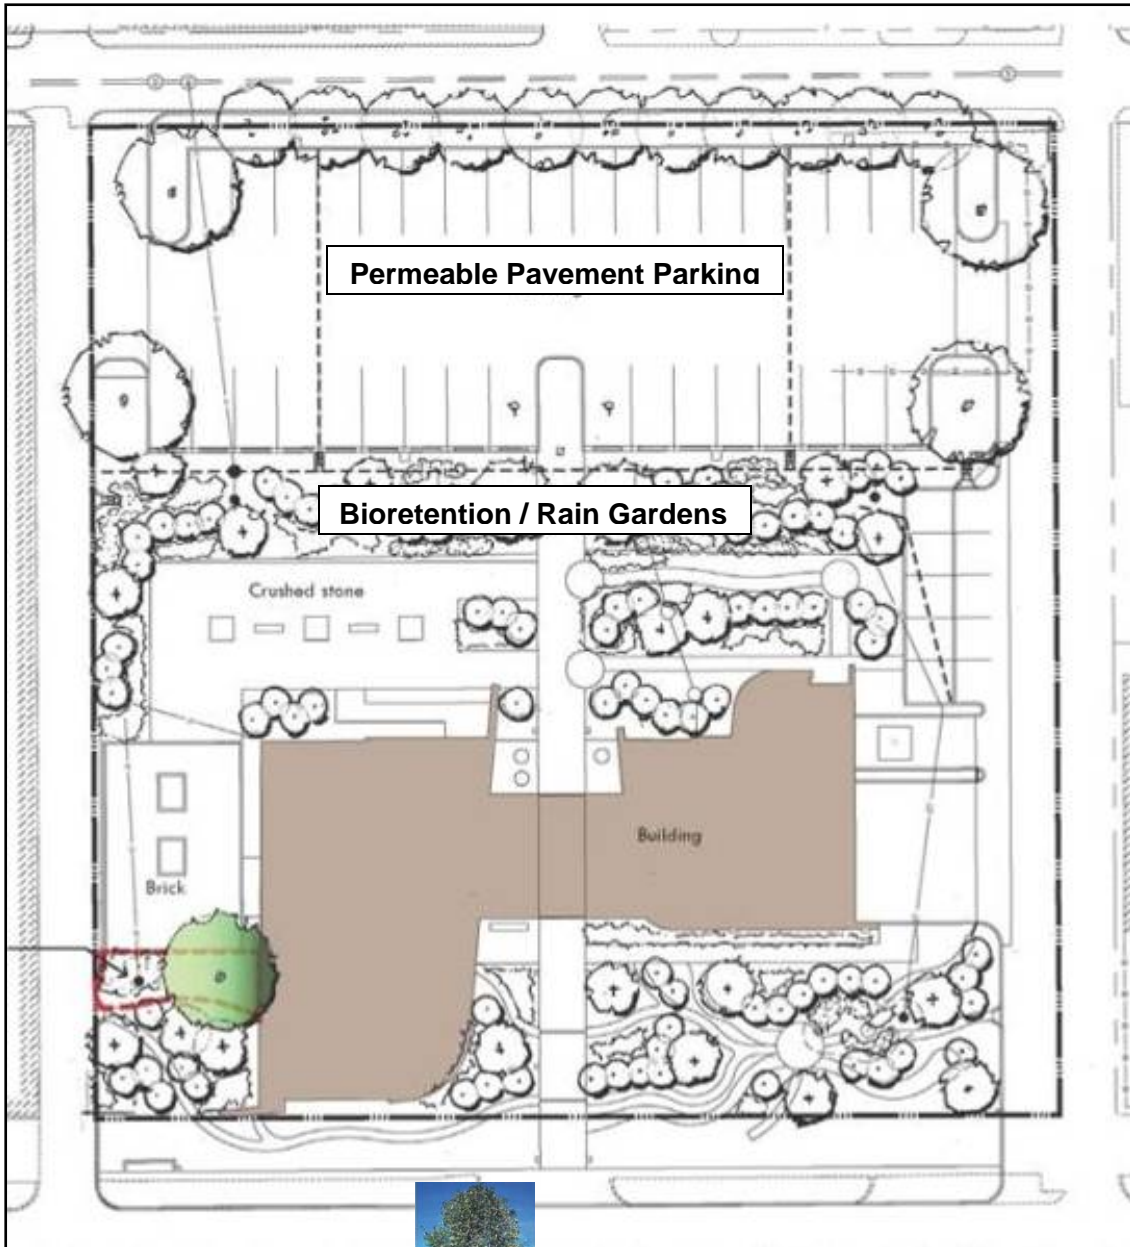 Permeable Pavement Parking
Bioretention / Rain Gardens
Crushed stone
Building
Brick